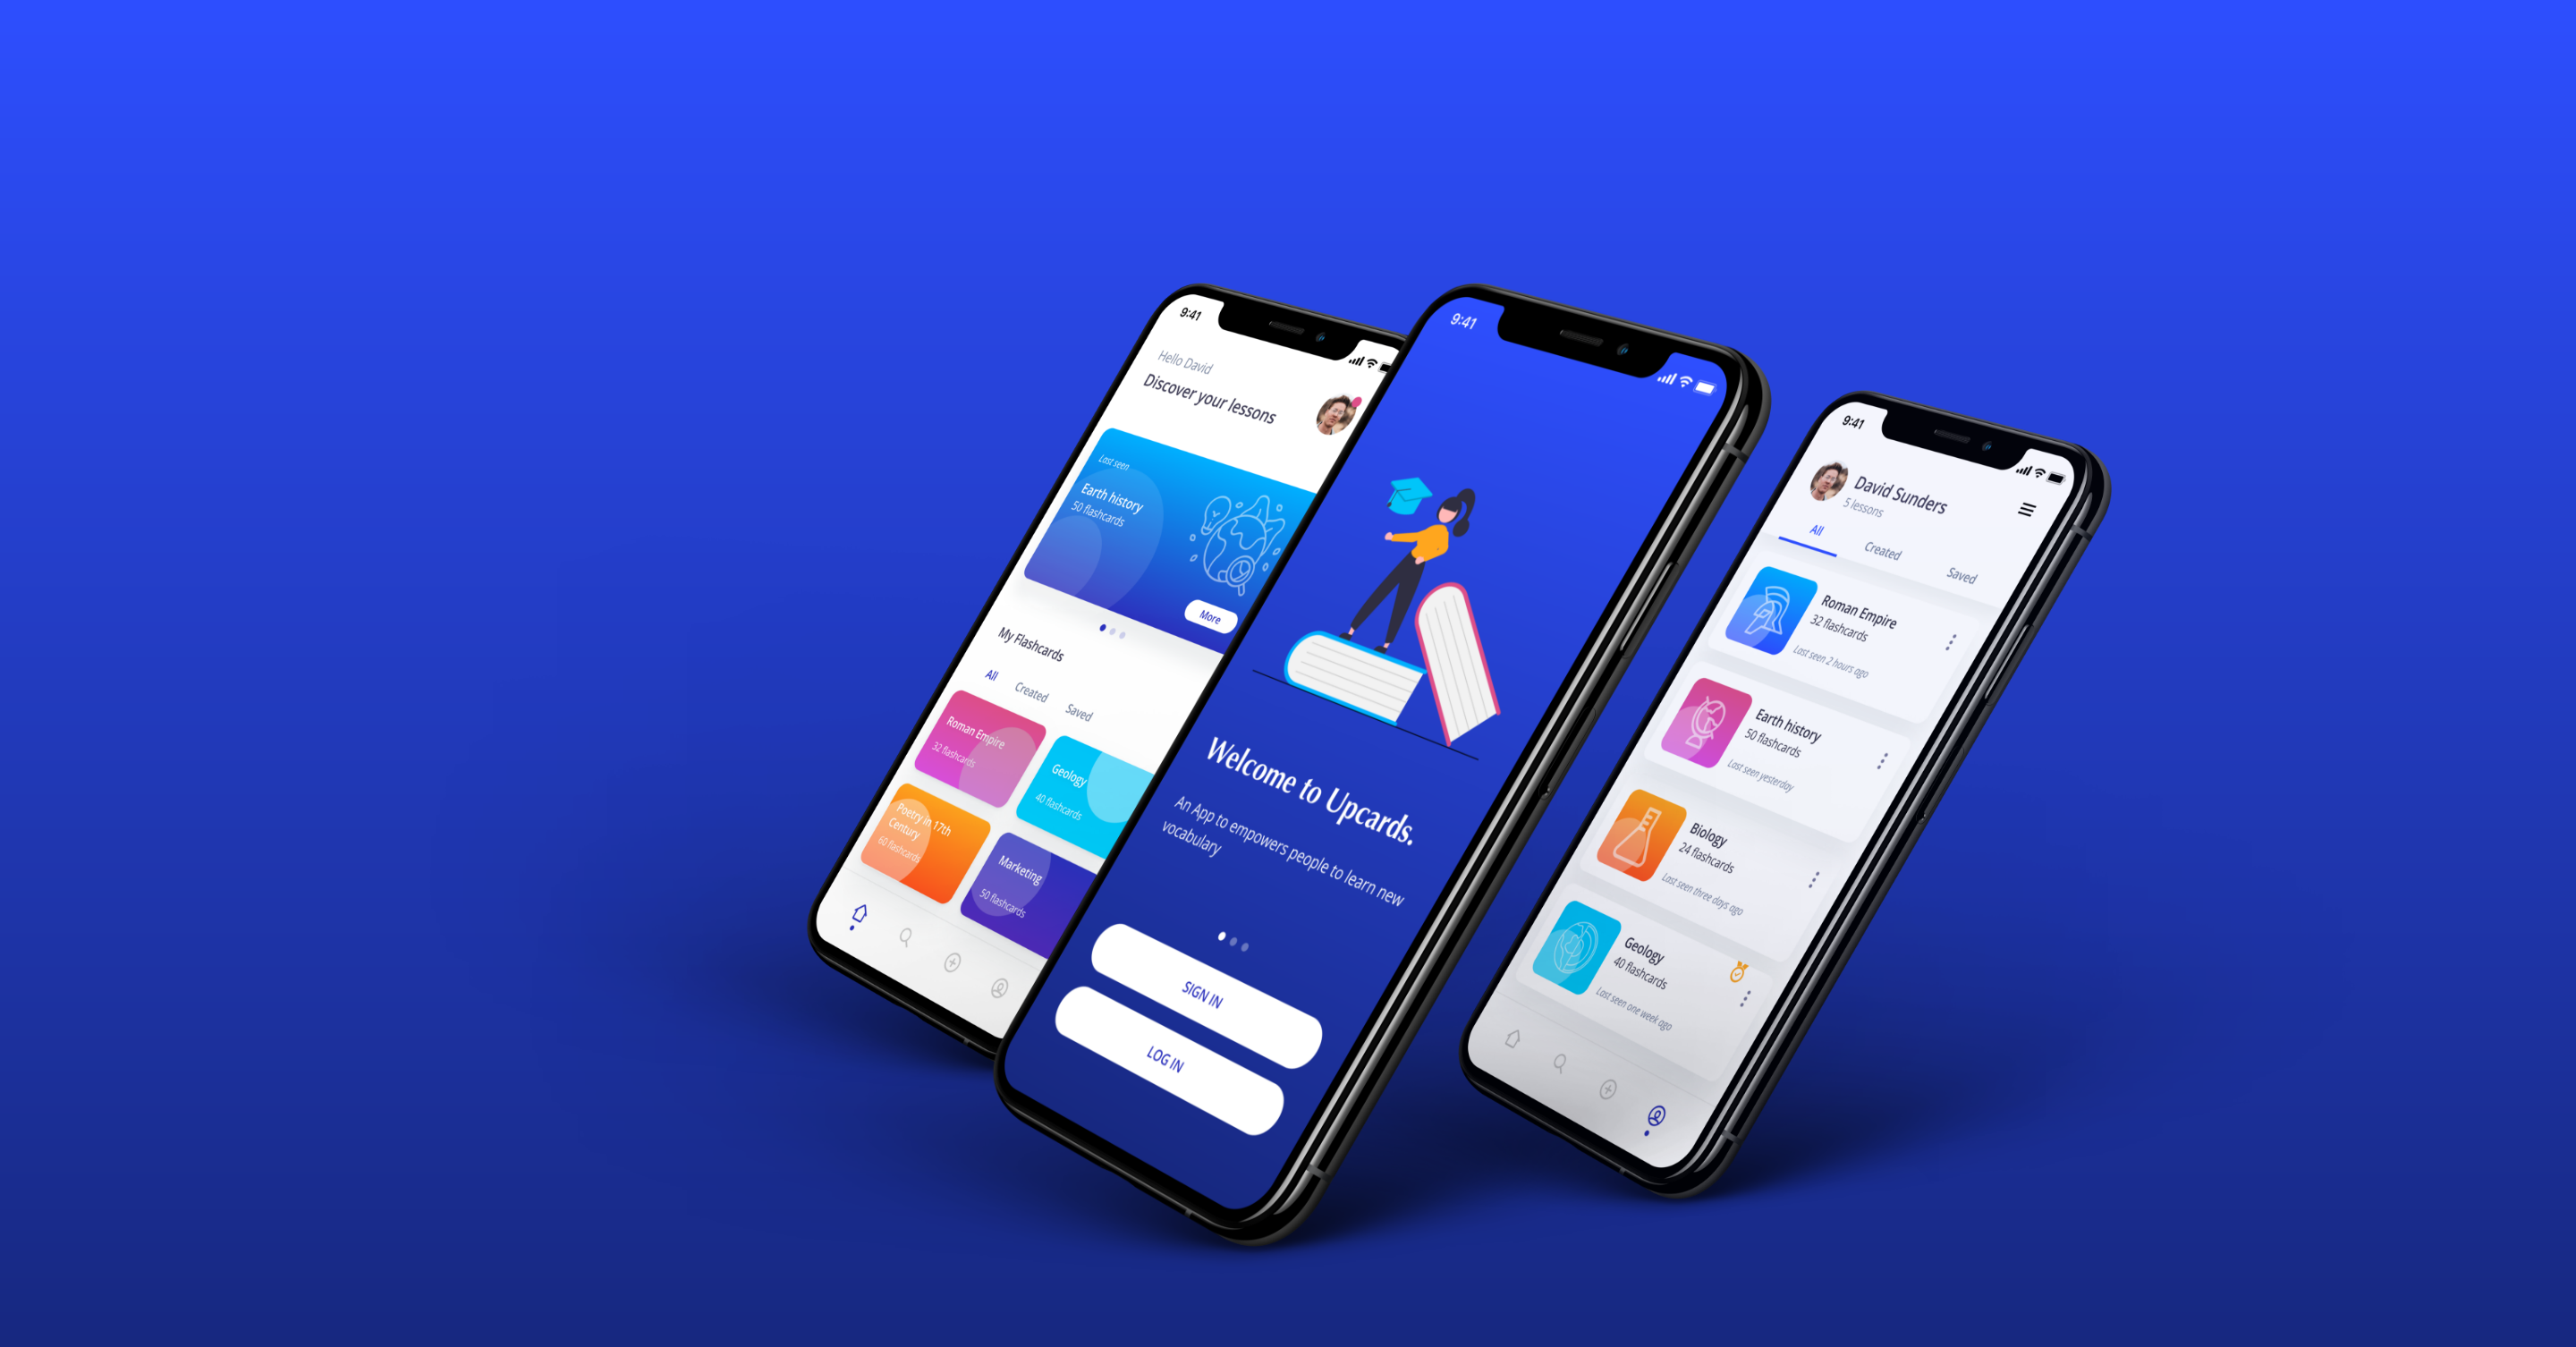 9:41
Hello David
Discover your lessons
Last seen
Earth history
50 flashcards
More
My Flashcards
All
Created
Saved
Roman Empire
32 flashcards
Geology
40 flashcards
Poetry in 17th
Century
60 flashcards
Marketing
50 flashcards
9:41
Welcome to Upcards.
An App to empowers people to learn new
vocabulary
SIGN IN
LOG IN
9:41
David Sunders
5 lessons
All
Created
Saved
Roman Empire
32 flashcards
Last seen 2 hours ago
Earth history
50 flashcards
Last seen yesterday
Biology
24 flashcards
Last seen three days ago
Geology
40 flashcards
Last seen one week ago